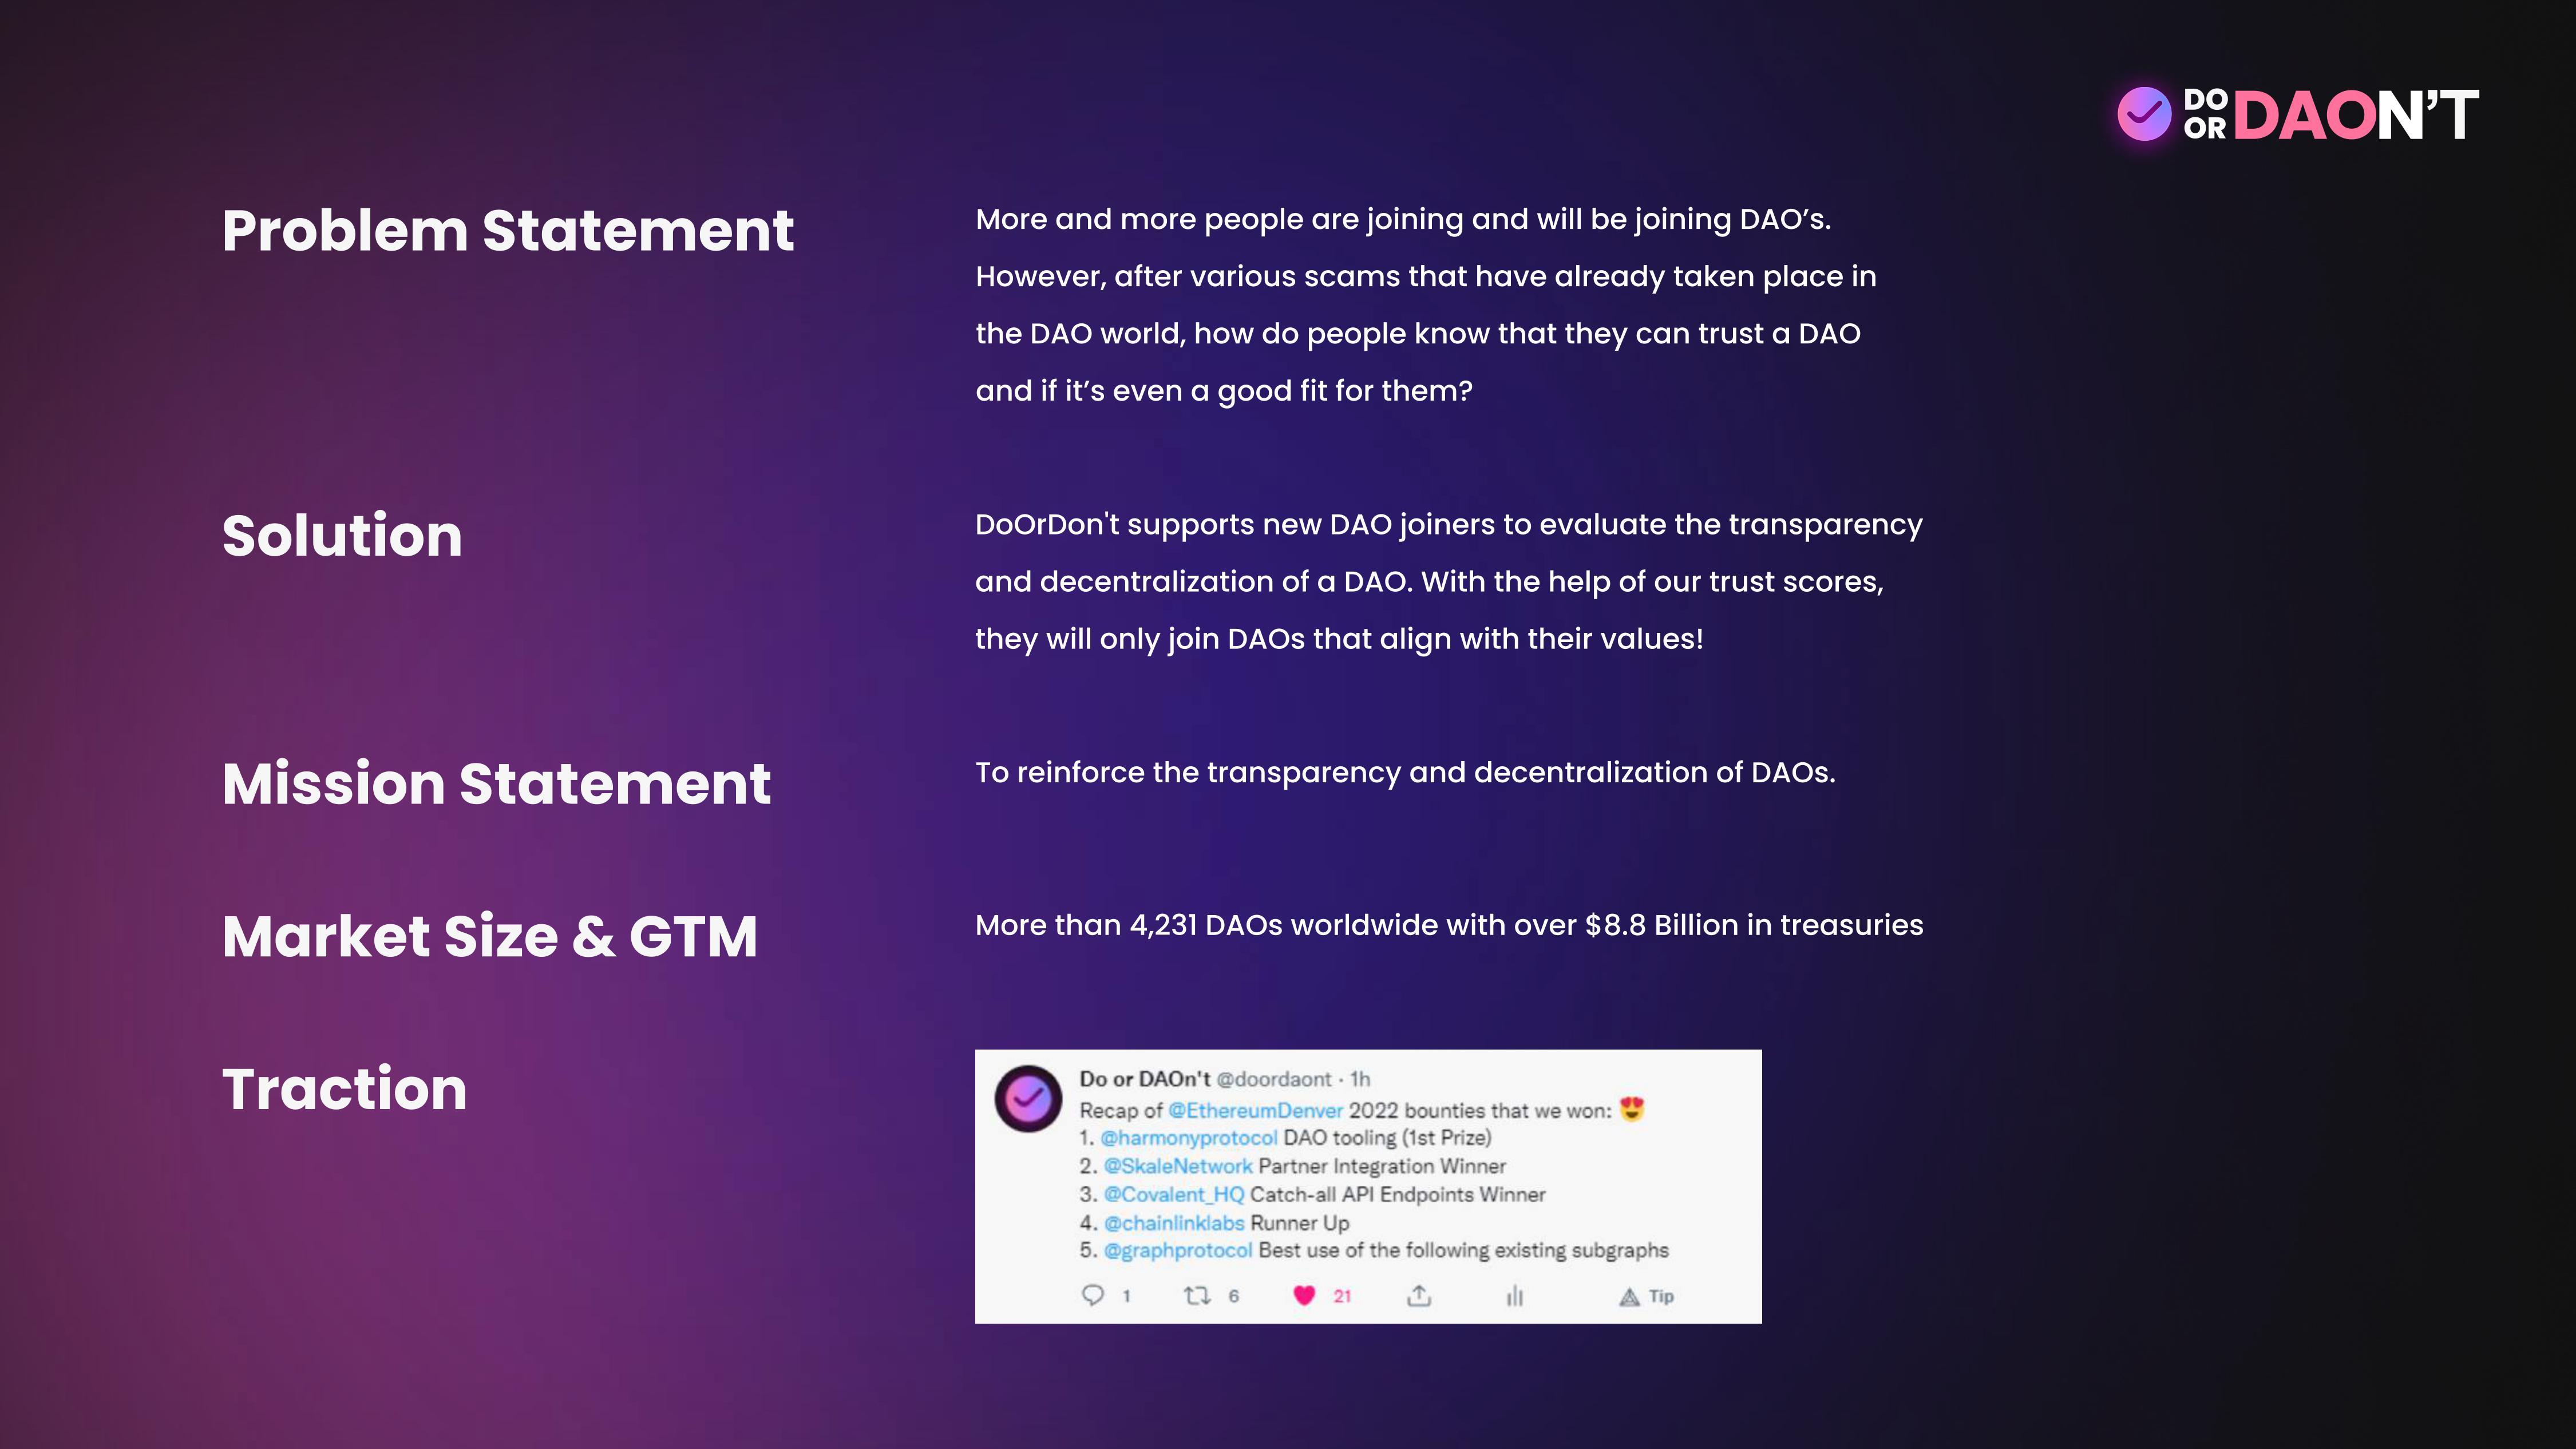 DO
OR DAON’T
Problem Statement
More and more people are joining and will be joining DAO’s.
However, after various scams that have already taken place in
the DAO world, how do people know that they can trust a DAO
and if it’s even a good fit for them?
Solution
DoOrDon't supports new DAO joiners to evaluate the transparency
and decentralization of a DAO. With the help of our trust scores,
they will only join DAOs that align with their values!
Mission Statement
To reinforce the transparency and decentralization of DAOs.
Market Size & GTM
More than 4,231 DAOs worldwide with over $8.8 Billion in treasuries
Traction
Do or DAOn't @doordaont · 1h
Recap of @EthereumDenver 2022 bounties that we won: 😍
1. @harmonyprotocol DAO tooling (1st Prize)
2. @SkaleNetwork Partner Integration Winner
3. @Covalent_HQ Catch-all API Endpoints Winner
4. @chainlinklabs Runner Up
5. @graphprotocol Best use of the following existing subgraphs
1 6 21 Tip